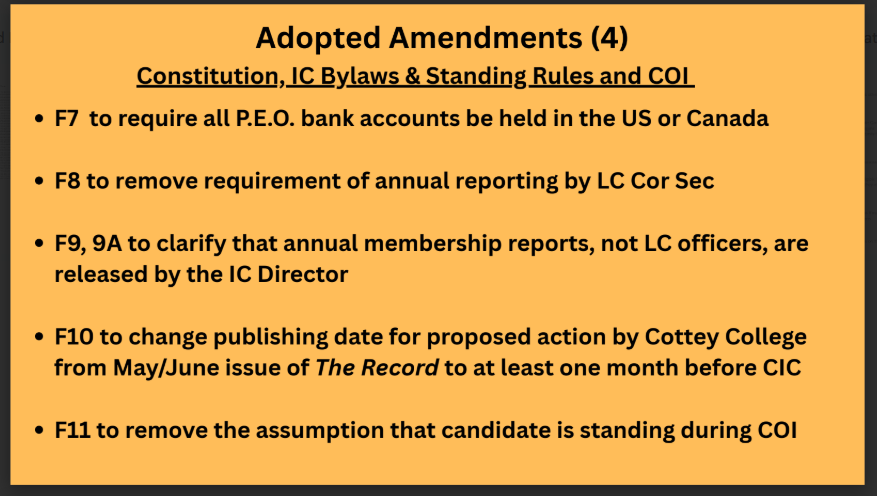 Adopted Amendments (4)
Constitution, IC Bylaws & Standing Rules and COI
• F7 to require all P.E.O. bank accounts be held in the US or Canada
• F8 to remove requirement of annual reporting by LC Cor Sec
• F9, 9A to clarify that annual membership reports, not LC officers, are
released by the IC Director
• F10 to change publishing date for proposed action by Cottey College
from May/June issue of The Record to at least one month before CIC
• F11 to remove the assumption that candidate is standing during COI